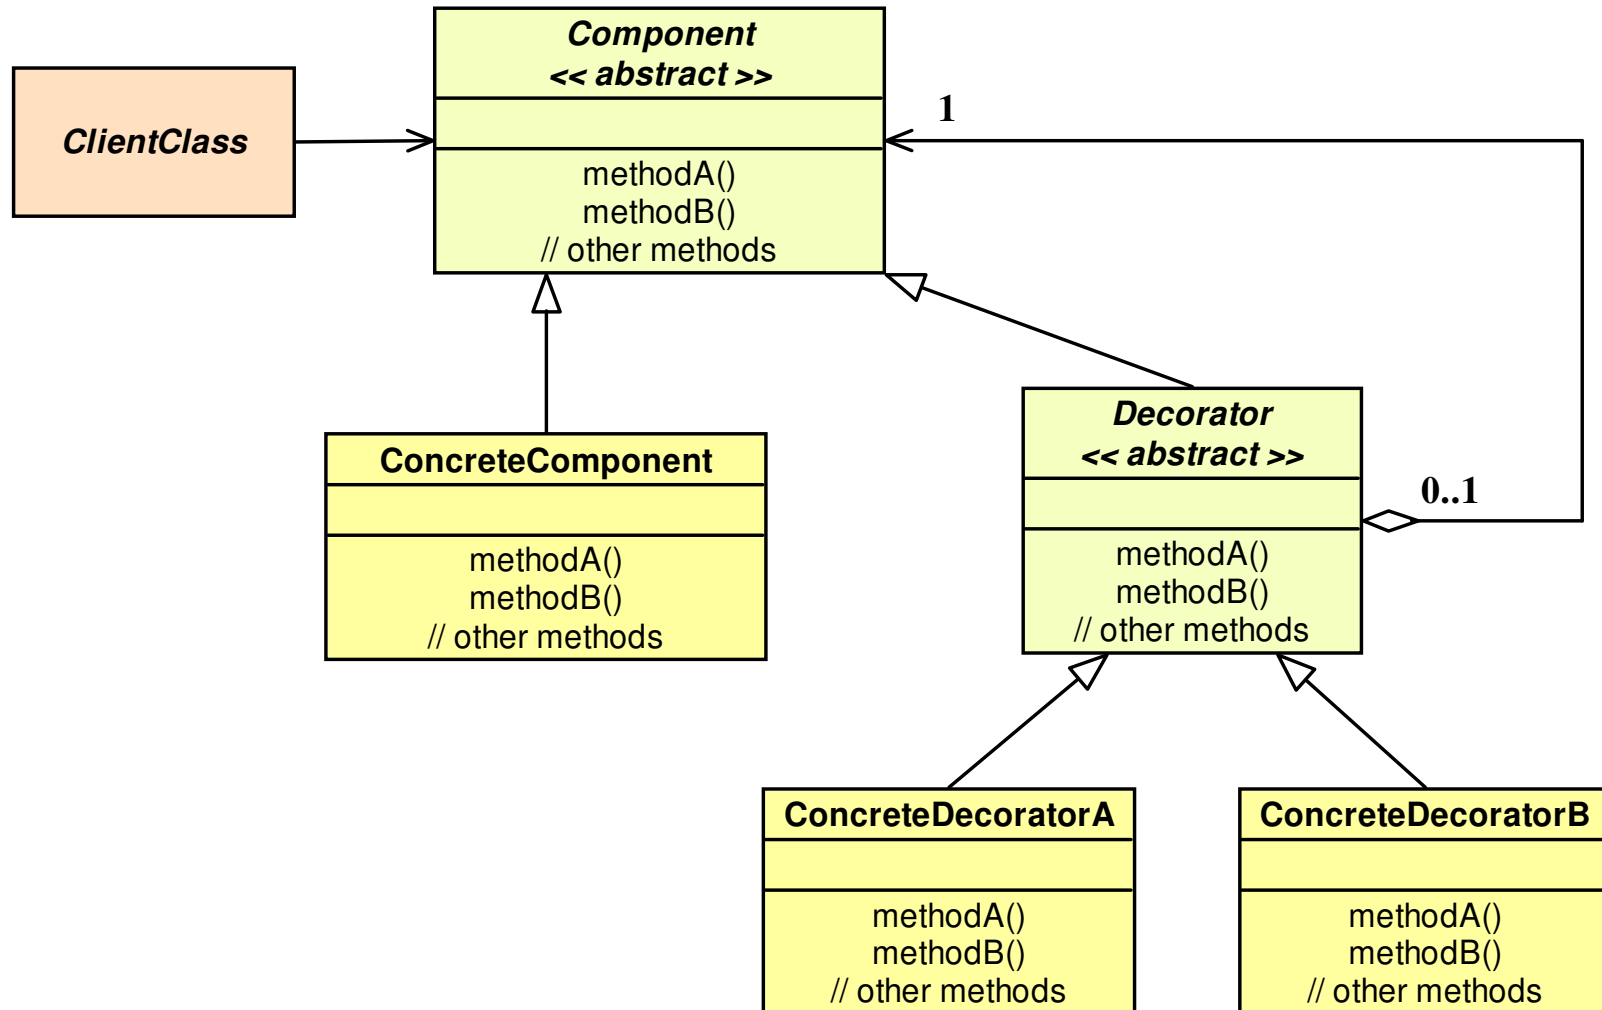 Component
<< abstract >>
1
ClientClass
methodA()
methodB()
// other methods
Decorator
<< abstract >>
ConcreteComponent
0..1
methodA()
methodB()
// other methods
methodA()
methodB()
// other methods
ConcreteDecoratorA
ConcreteDecoratorB
methodA()
methodB()
// other methods
methodA()
methodB()
// other methods